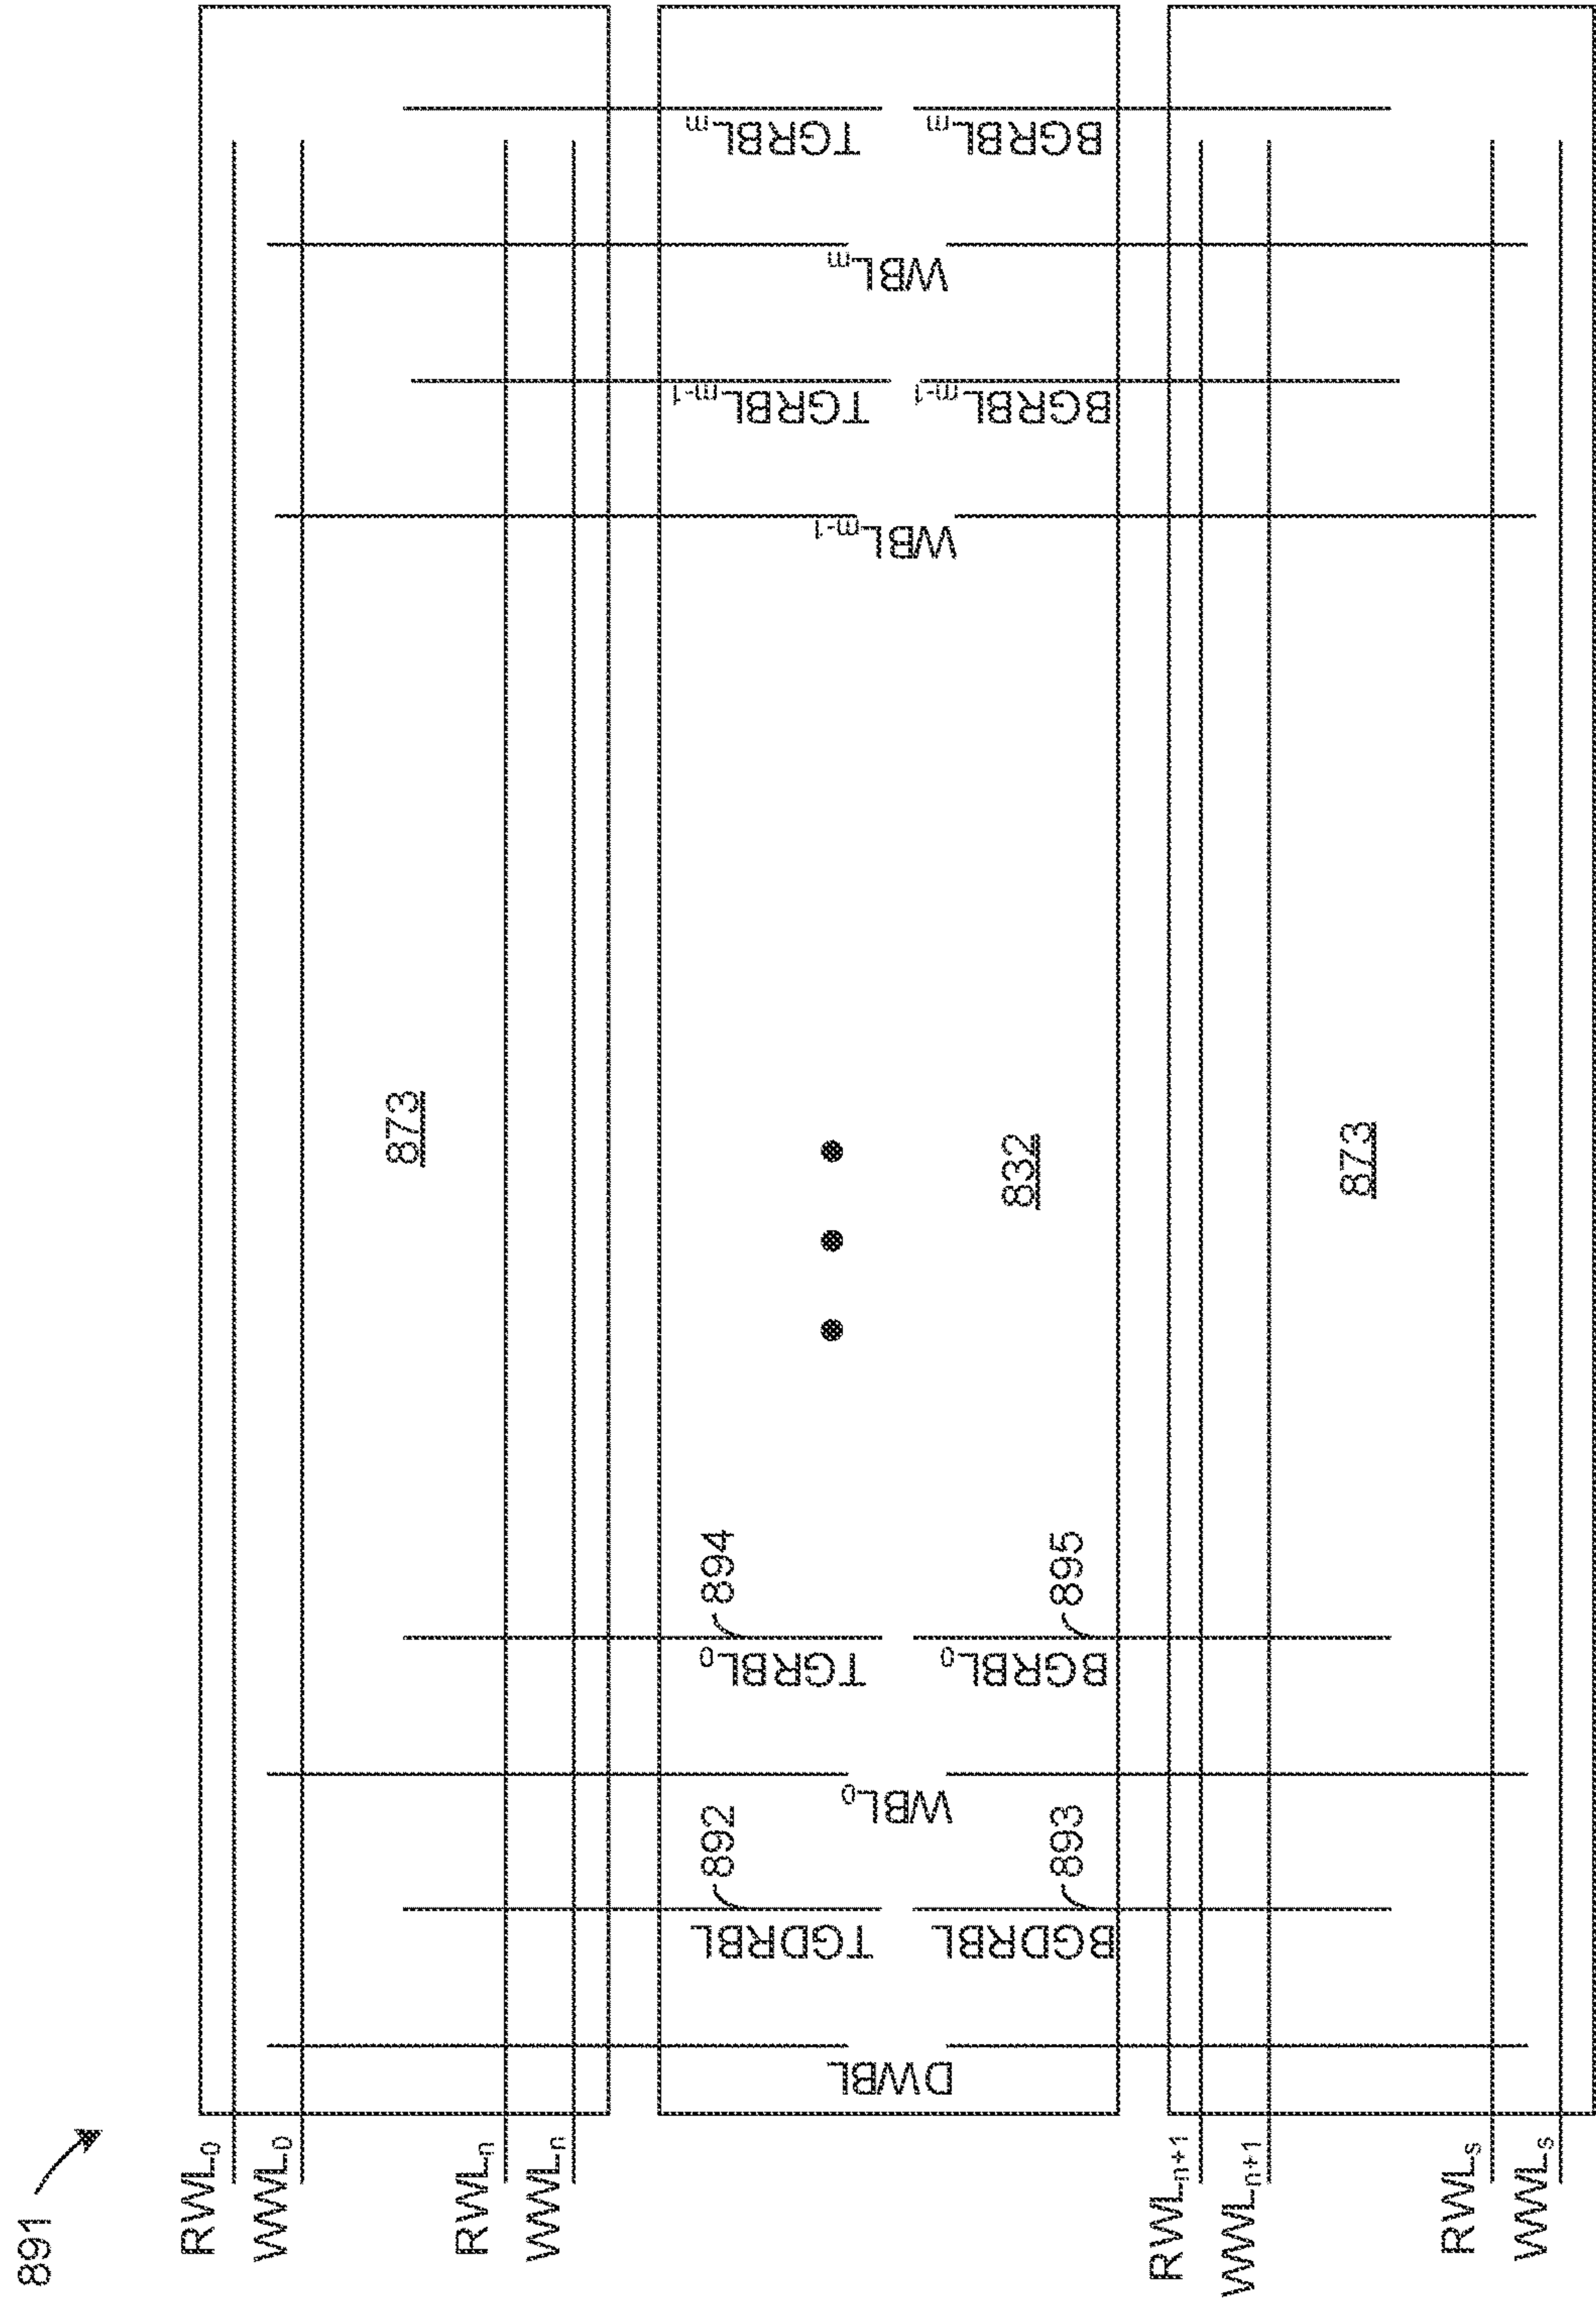 891
RWL₀
WWL₀
RWLₙ
WWLₙ
RWLₙ₊₁
WWLₙ₊₁
RWLₛ
WWLₛ
DWBL
TGDRBL
892
BGDRBL
893
WBL₀
TGRBL₀
894
BGRBL₀
895
873
832
873
WBLₘ₋₁
TGRBLₘ₋₁
BGRBLₘ₋₁
WBLₘ
TGRBLₘ
BGRBLₘ